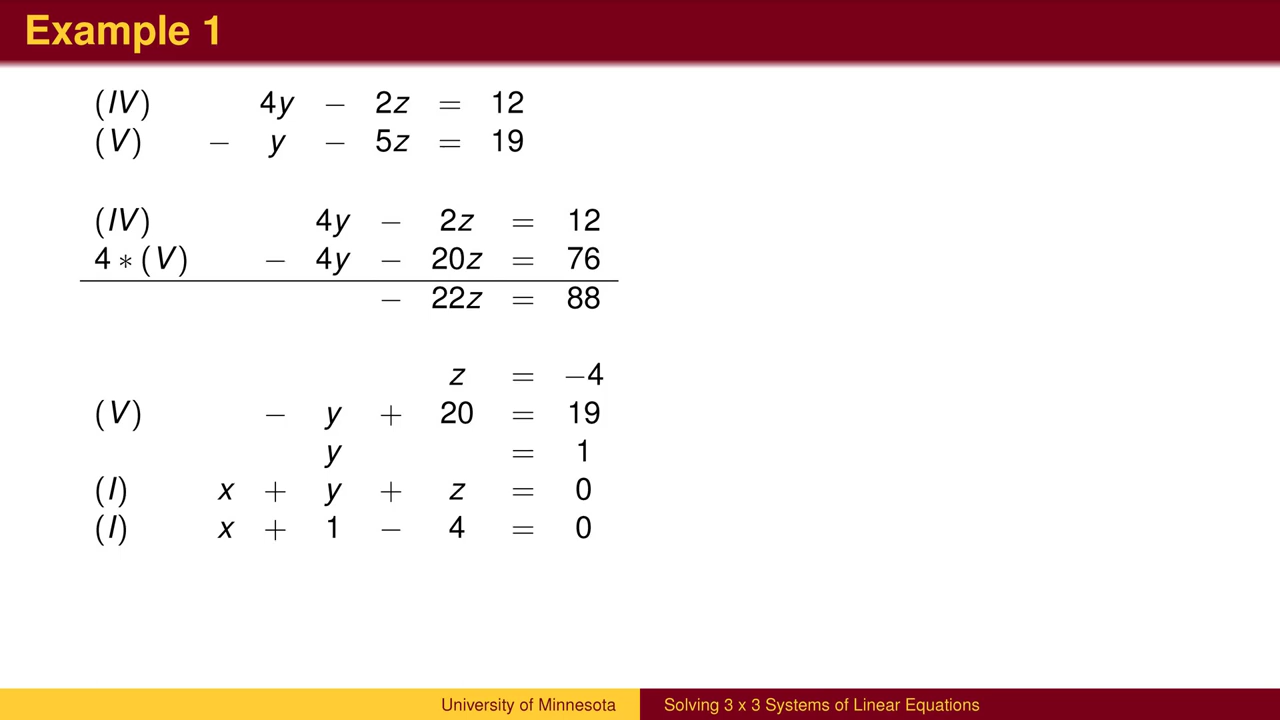 Example 1
(IV) 4y − 2z = 12
(V) − y − 5z = 19
(IV) 4y − 2z = 12
4 ∗ (V) − 4y − 20z = 76
− 22z = 88
z = −4
(V) − y + 20 = 19
y = 1
(I) x + y + z = 0
(I) x + 1 − 4 = 0
University of Minnesota Solving 3 x 3 Systems of Linear Equations